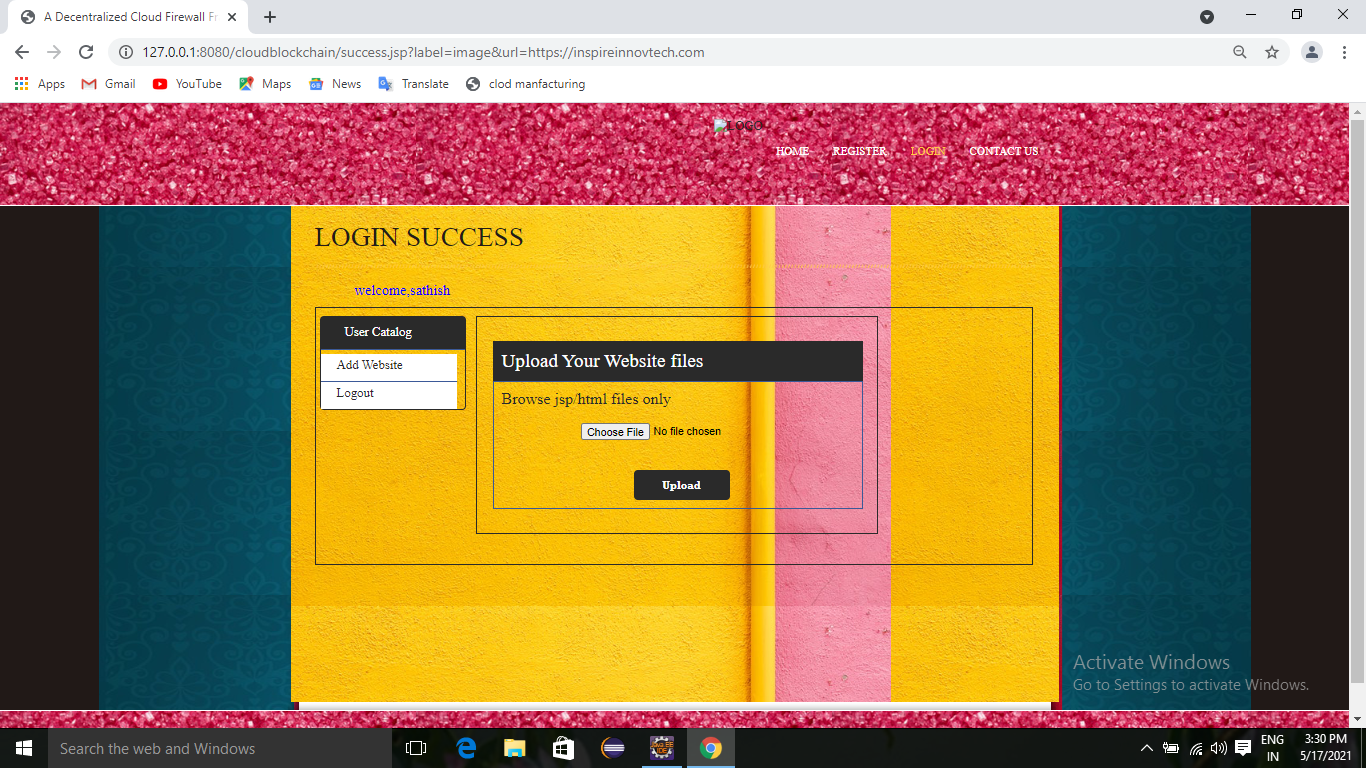 A Decentralized Cloud Firewall Fr
127.0.0.1:8080/cloudblockchain/success.jsp?label=image&url=https://inspireinnovtech.com
Apps Gmail YouTube Maps News Translate clod manfacturing
LOGO
HOME REGISTER LOGIN CONTACT US
LOGIN SUCCESS
welcome,sathish
User Catalog
Add Website
Logout
Upload Your Website files
Browse jsp/html files only
Choose File No file chosen
Upload
Activate Windows
Go to Settings to activate Windows.
Search the web and Windows
ENG
IN
3:30 PM
5/17/2021